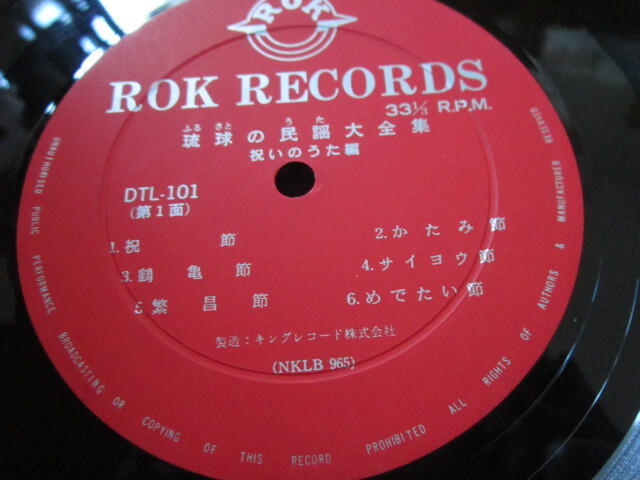 ROK
ROK RECORDS
33⅓ R.P.M.
ふる さと うた
琉球の民謡大全集
祝いのうた編
DTL-101
(第1面)
1.祝節
2.かたみ節
3.鶴亀節
4.サイヨウ節
5.繁昌節
6.めでたい節
製造:キングレコード株式会社
(NKLB 965)
UNAUTHORISED PUBLIC PERFORMANCE BROADCASTING OR COPYING OF THIS RECORD PROHIBITED ALL RIGHTS OF AUTHORS & MANUFACTURER RESERVED